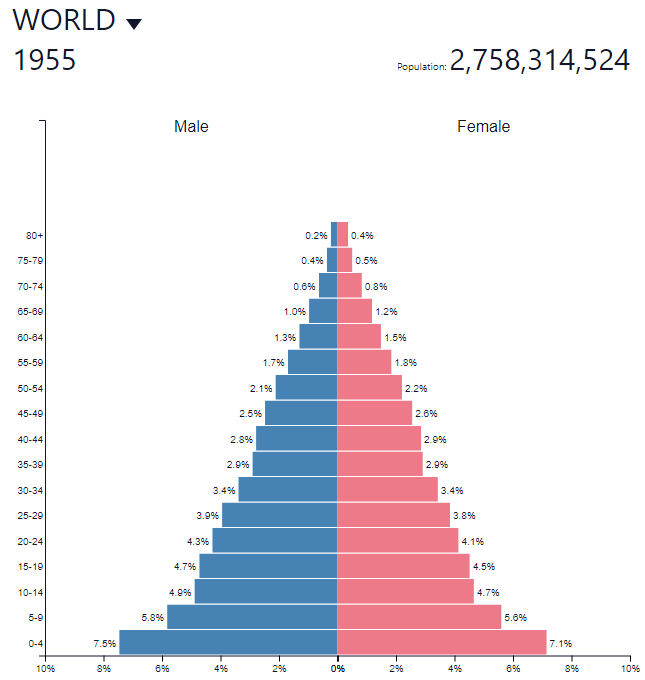 WORLD
1955
Population: 2,758,314,524
Male Female
80+ 0.2% 0.4%
75-79 0.4% 0.5%
70-74 0.6% 0.8%
65-69 1.0% 1.2%
60-64 1.3% 1.5%
55-59 1.7% 1.8%
50-54 2.1% 2.2%
45-49 2.5% 2.6%
40-44 2.8% 2.9%
35-39 2.9% 2.9%
30-34 3.4% 3.4%
25-29 3.9% 3.8%
20-24 4.3% 4.1%
15-19 4.7% 4.5%
10-14 4.9% 4.7%
5-9 5.8% 5.6%
0-4 7.5% 7.1%
10% 8% 6% 4% 2% 0% 2% 4% 6% 8% 10%